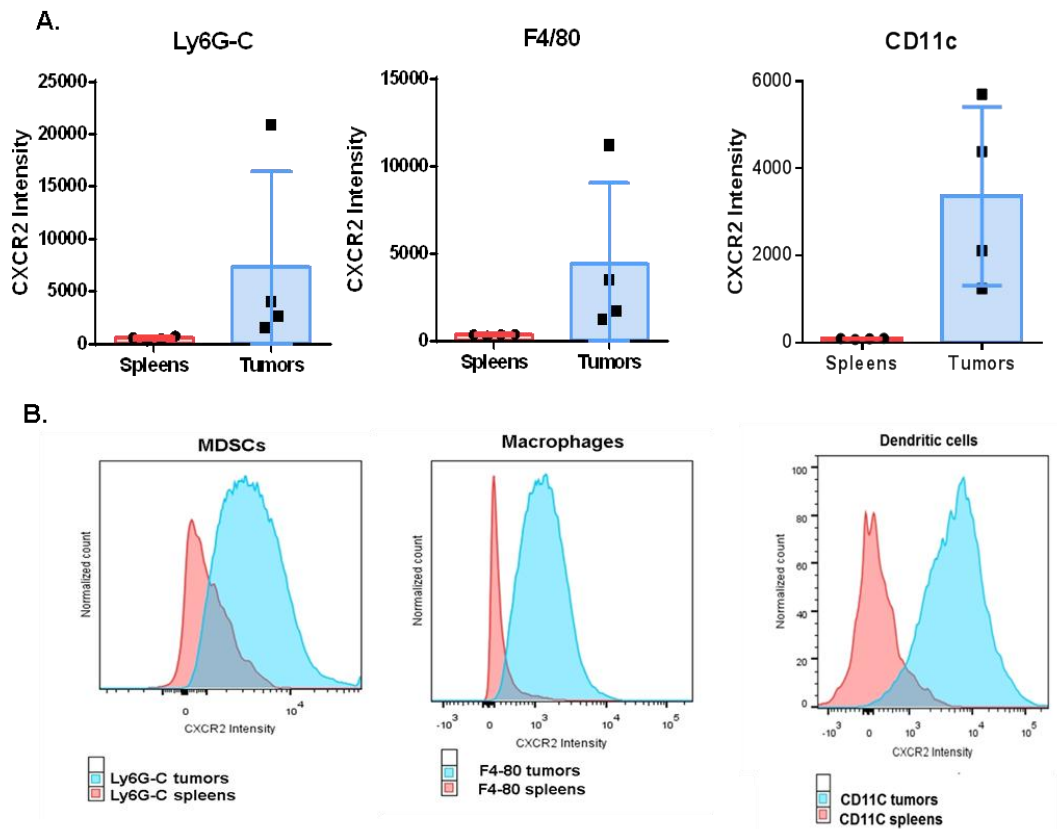 A.
Ly6G-C
F4/80
CD11c
CXCR2 Intensity
25000
20000
15000
10000
5000
0
Spleens Tumors
CXCR2 Intensity
15000
10000
5000
0
Spleens Tumors
CXCR2 Intensity
6000
4000
2000
0
Spleens Tumors
B.
MDSCs
Normalized count
0 10^4
CXCR2 Intensity
Ly6G-C tumors
Ly6G-C spleens
Macrophages
Normalized count
-10^3 0 10^3 10^4 10^5
CXCR2 Intensity
F4-80 tumors
F4-80 spleens
Dendritic cells
Normalized count
100
80
60
40
20
0
-10^3 0 10^3 10^4 10^5
CXCR2 Intensity
CD11C tumors
CD11C spleens